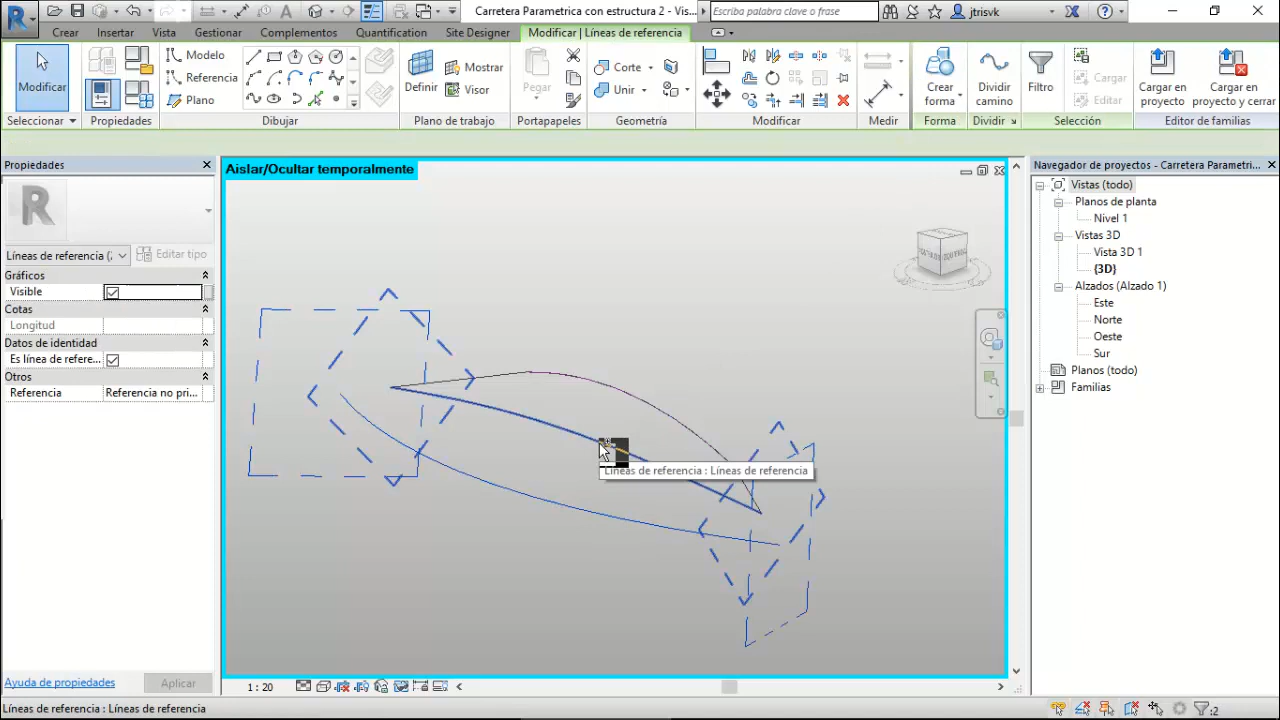 Carretera Parametrica con estructura 2 - Vis...
Escriba palabra clave o frase
jtrisvk
Crear
Insertar
Vista
Gestionar
Complementos
Quantification
Site Designer
Modificar | Líneas de referencia
Modificar
Seleccionar
Propiedades
Modelo
Referencia
Plano
Dibujar
Definir
Mostrar
Visor
Plano de trabajo
Pegar
Portapapeles
Corte
Unir
Geometría
Modificar
Medir
Crear
forma
Forma
Dividir
camino
Dividir
Filtro
Cargar
Editar
Selección
Cargar en
proyecto
Cargar en
proyecto y cerrar
Editor de familias
Propiedades
R
Líneas de referencia (2
Editar tipo
Gráficos
Visible
Cotas
Longitud
Datos de identidad
Es línea de refere...
Otros
Referencia
Referencia no pri...
Ayuda de propiedades
Aplicar
Aislar/Ocultar temporalmente
Líneas de referencia : Líneas de referencia
1 : 20
Navegador de proyectos - Carretera Parametri...
Vistas (todo)
Planos de planta
Nivel 1
Vistas 3D
Vista 3D 1
{3D}
Alzados (Alzado 1)
Este
Norte
Oeste
Sur
Planos (todo)
Familias
Líneas de referencia : Líneas de referencia
:2